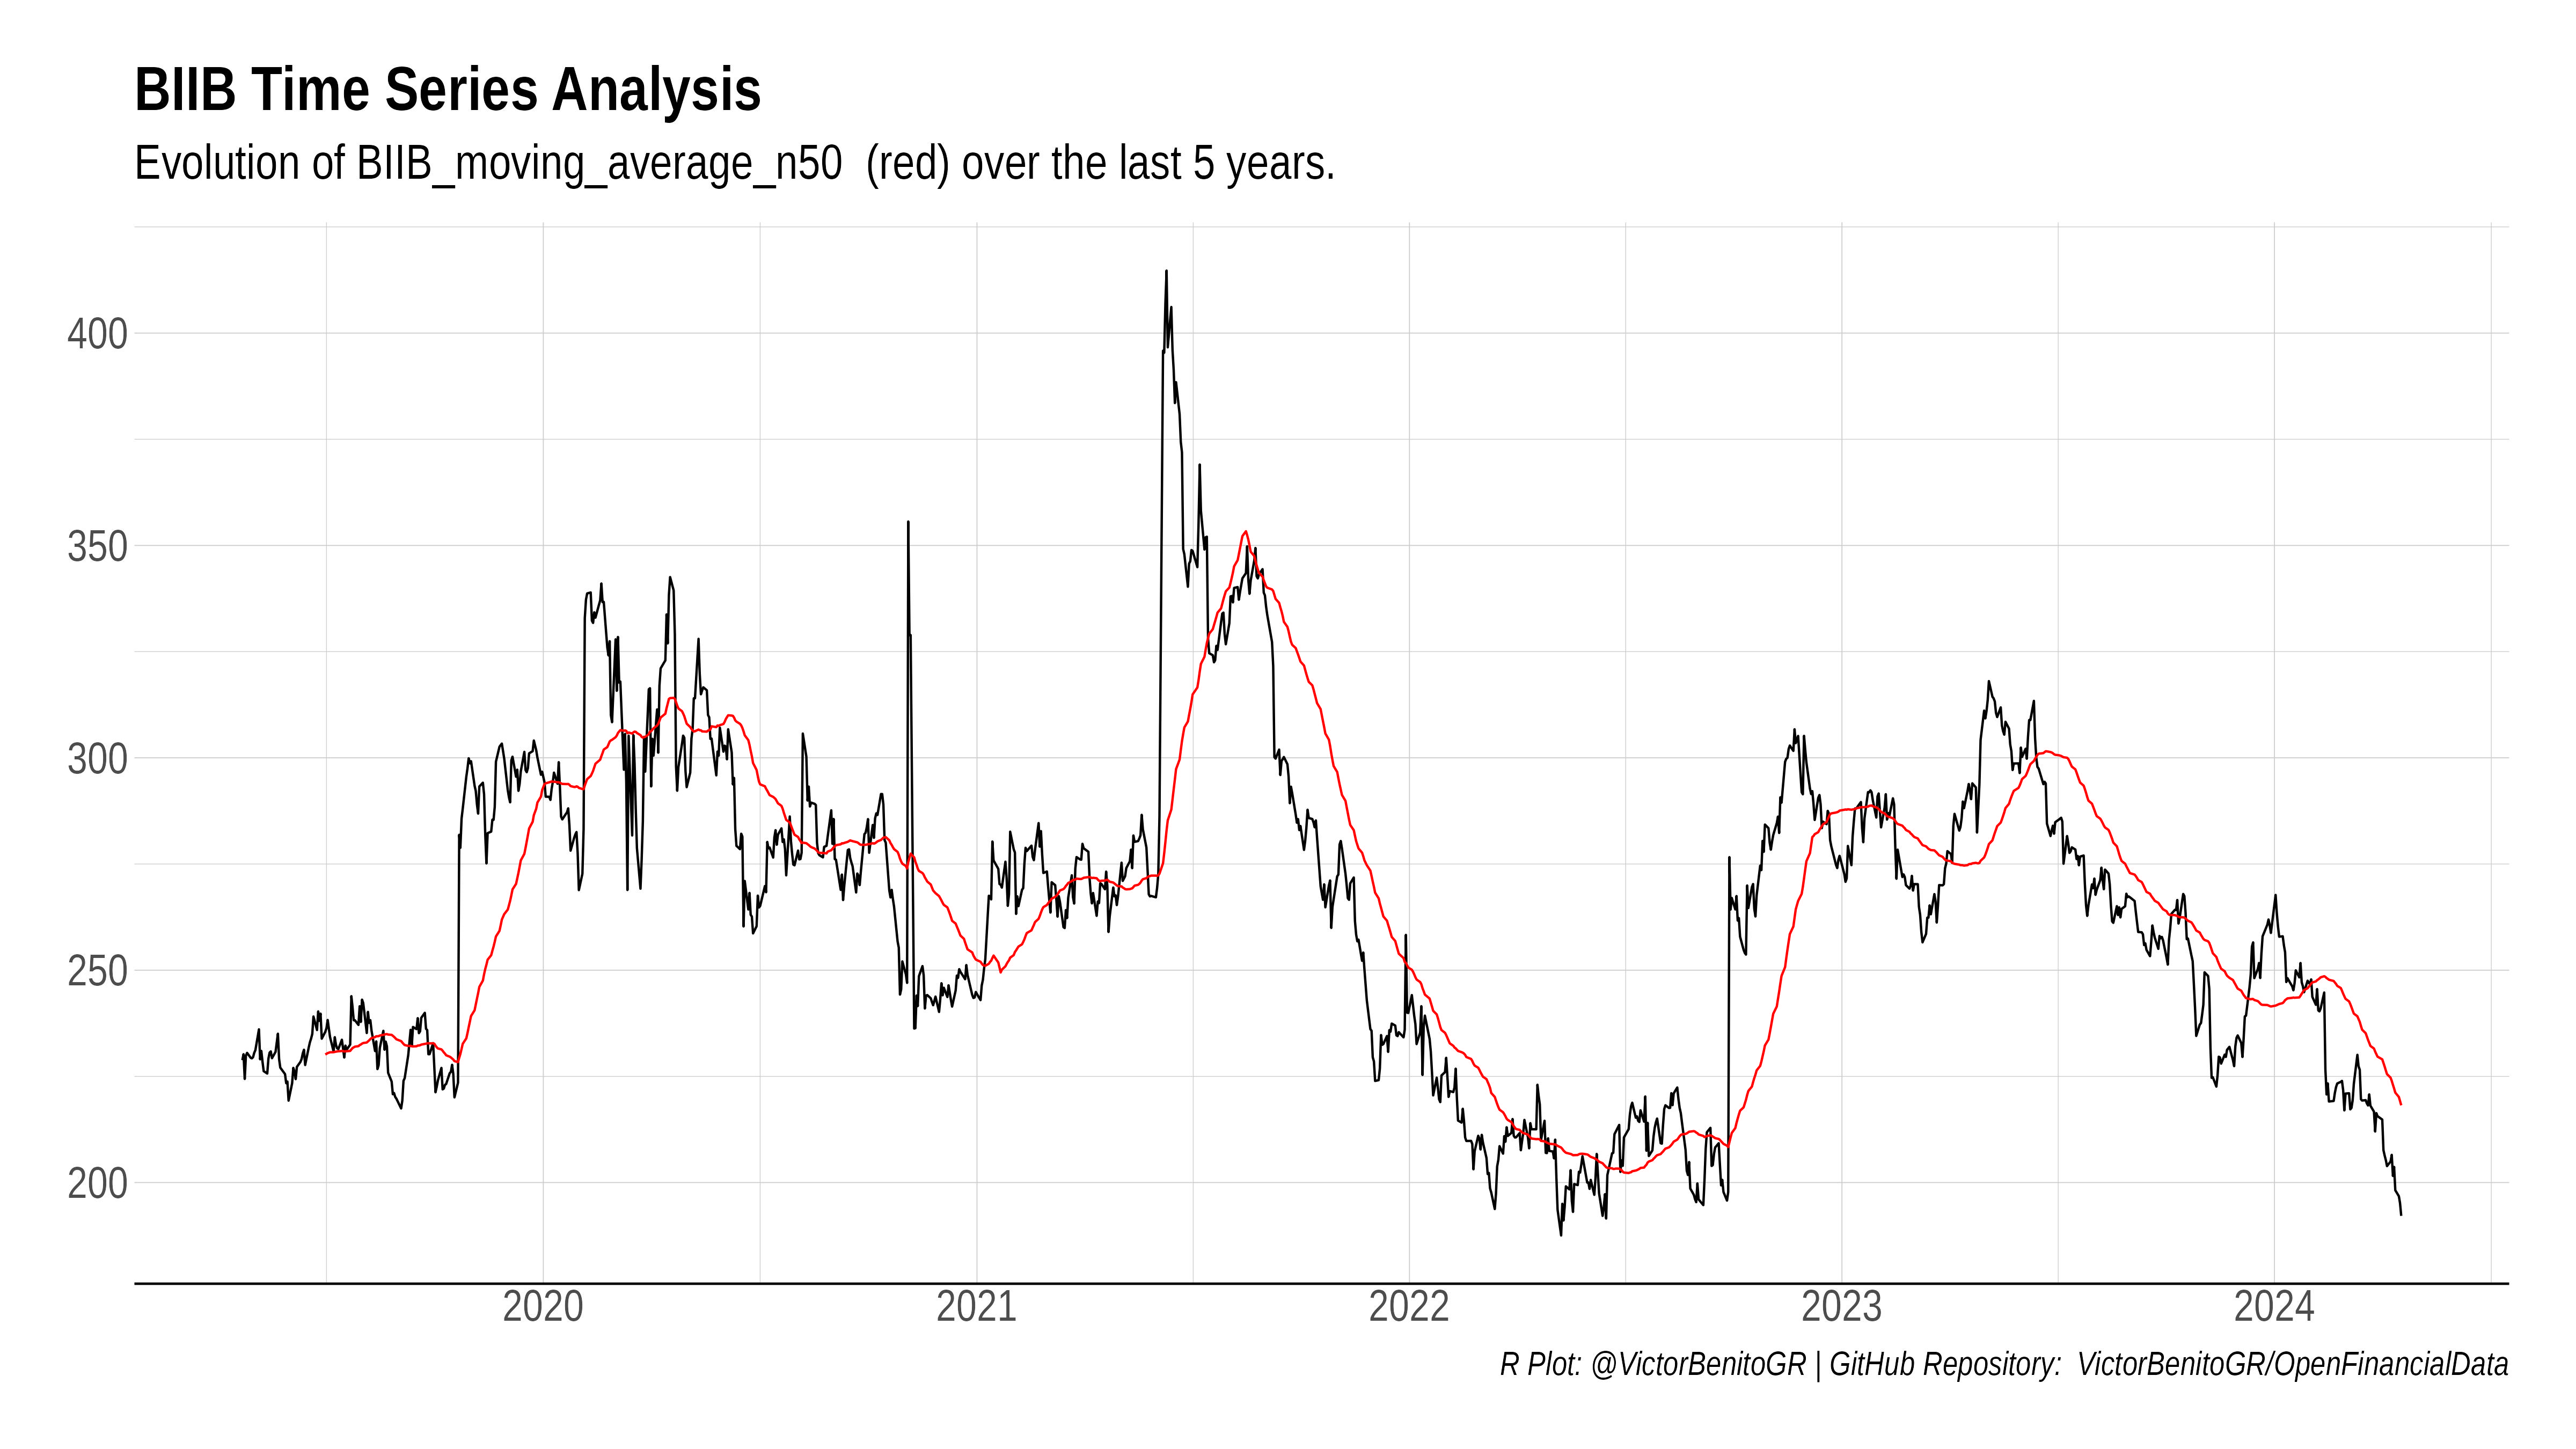 BIIB Time Series Analysis
Evolution of BIIB_moving_average_n50  (red) over the last 5 years.
400
350
300
250
200
2020 2021 2022 2023 2024
R Plot: @VictorBenitoGR | GitHub Repository:  VictorBenitoGR/OpenFinancialData